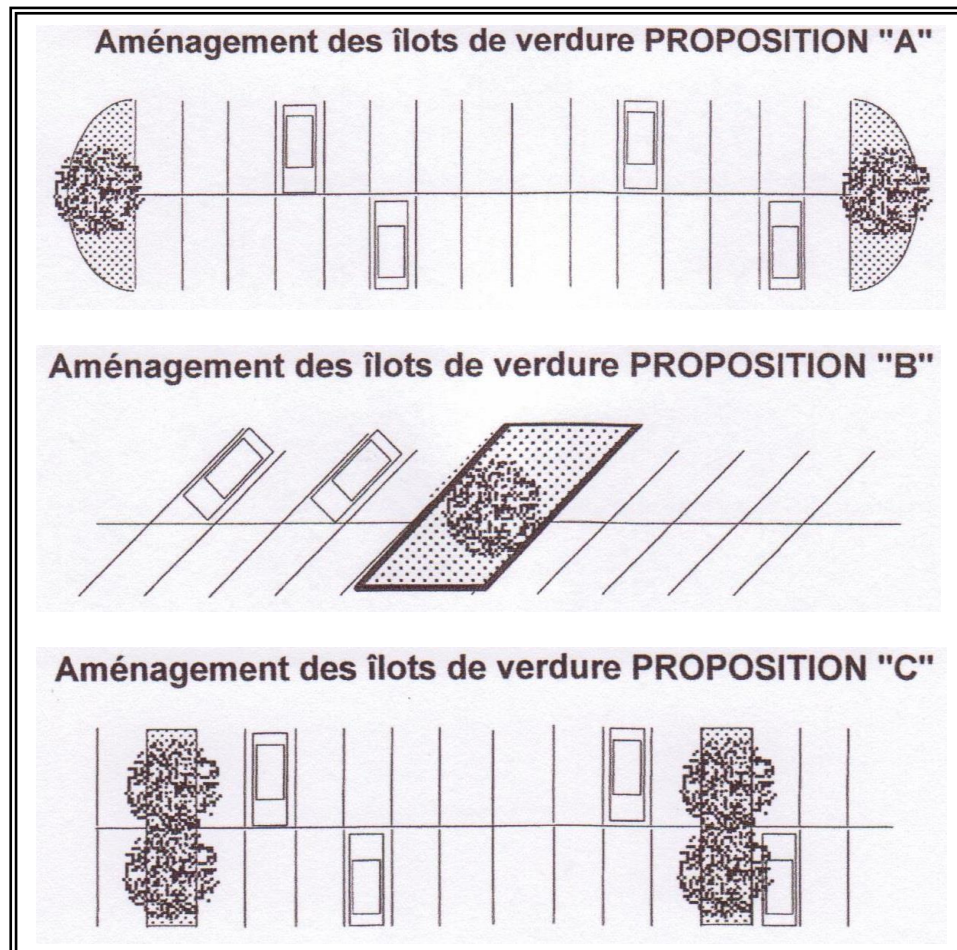 Aménagement des îlots de verdure PROPOSITION "A"
Aménagement des îlots de verdure PROPOSITION "B"
Aménagement des îlots de verdure PROPOSITION "C"